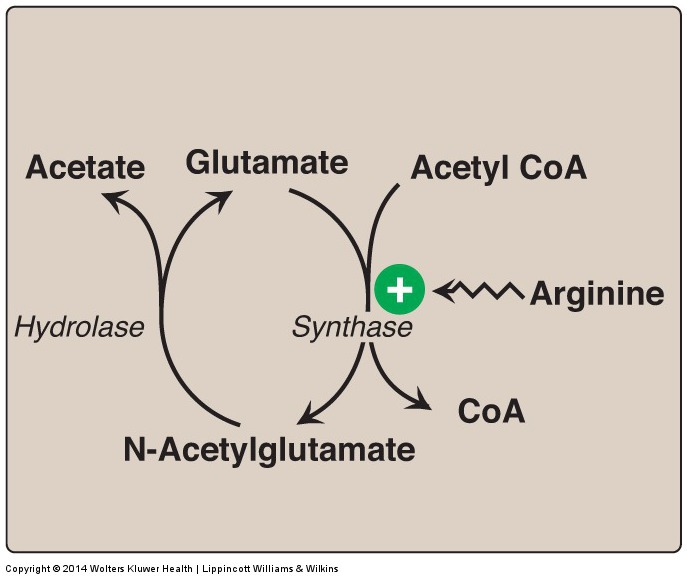 Acetate
Glutamate
Acetyl CoA
+
Arginine
Hydrolase
Synthase
CoA
N-Acetylglutamate
Copyright © 2014 Wolters Kluwer Health | Lippincott Williams & Wilkins